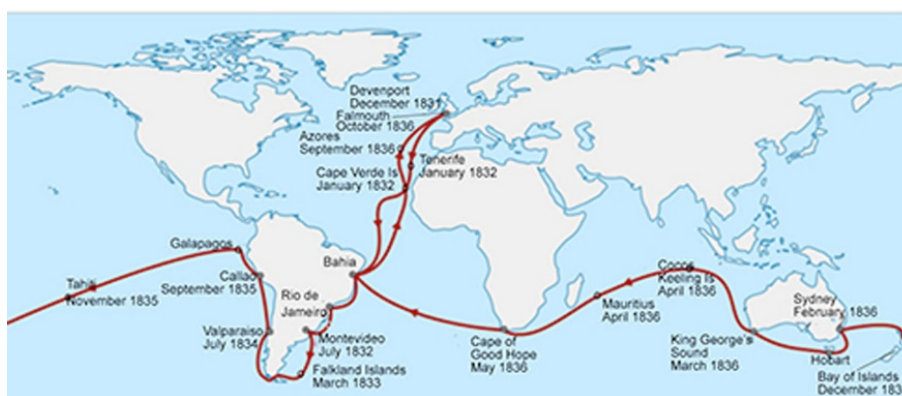 Devenport
December 1831
Falmouth
October 1836
Azores
September 1836
Tenerife
January 1832
Cape Verde Is
January 1832
Galapagos
Tahiti
November 1835
Callao
September 1835
Bahia
Rio de
Jameiro
Valparaiso
July 1834
Montevideo
July 1832
Falkland Islands
March 1833
Cape of
Good Hope
May 1836
Mauritius
April 1836
Cocos
Keeling Is
April 1836
King George's
Sound
March 1836
Sydney
February 1836
Hobart
Bay of Islands
December 183